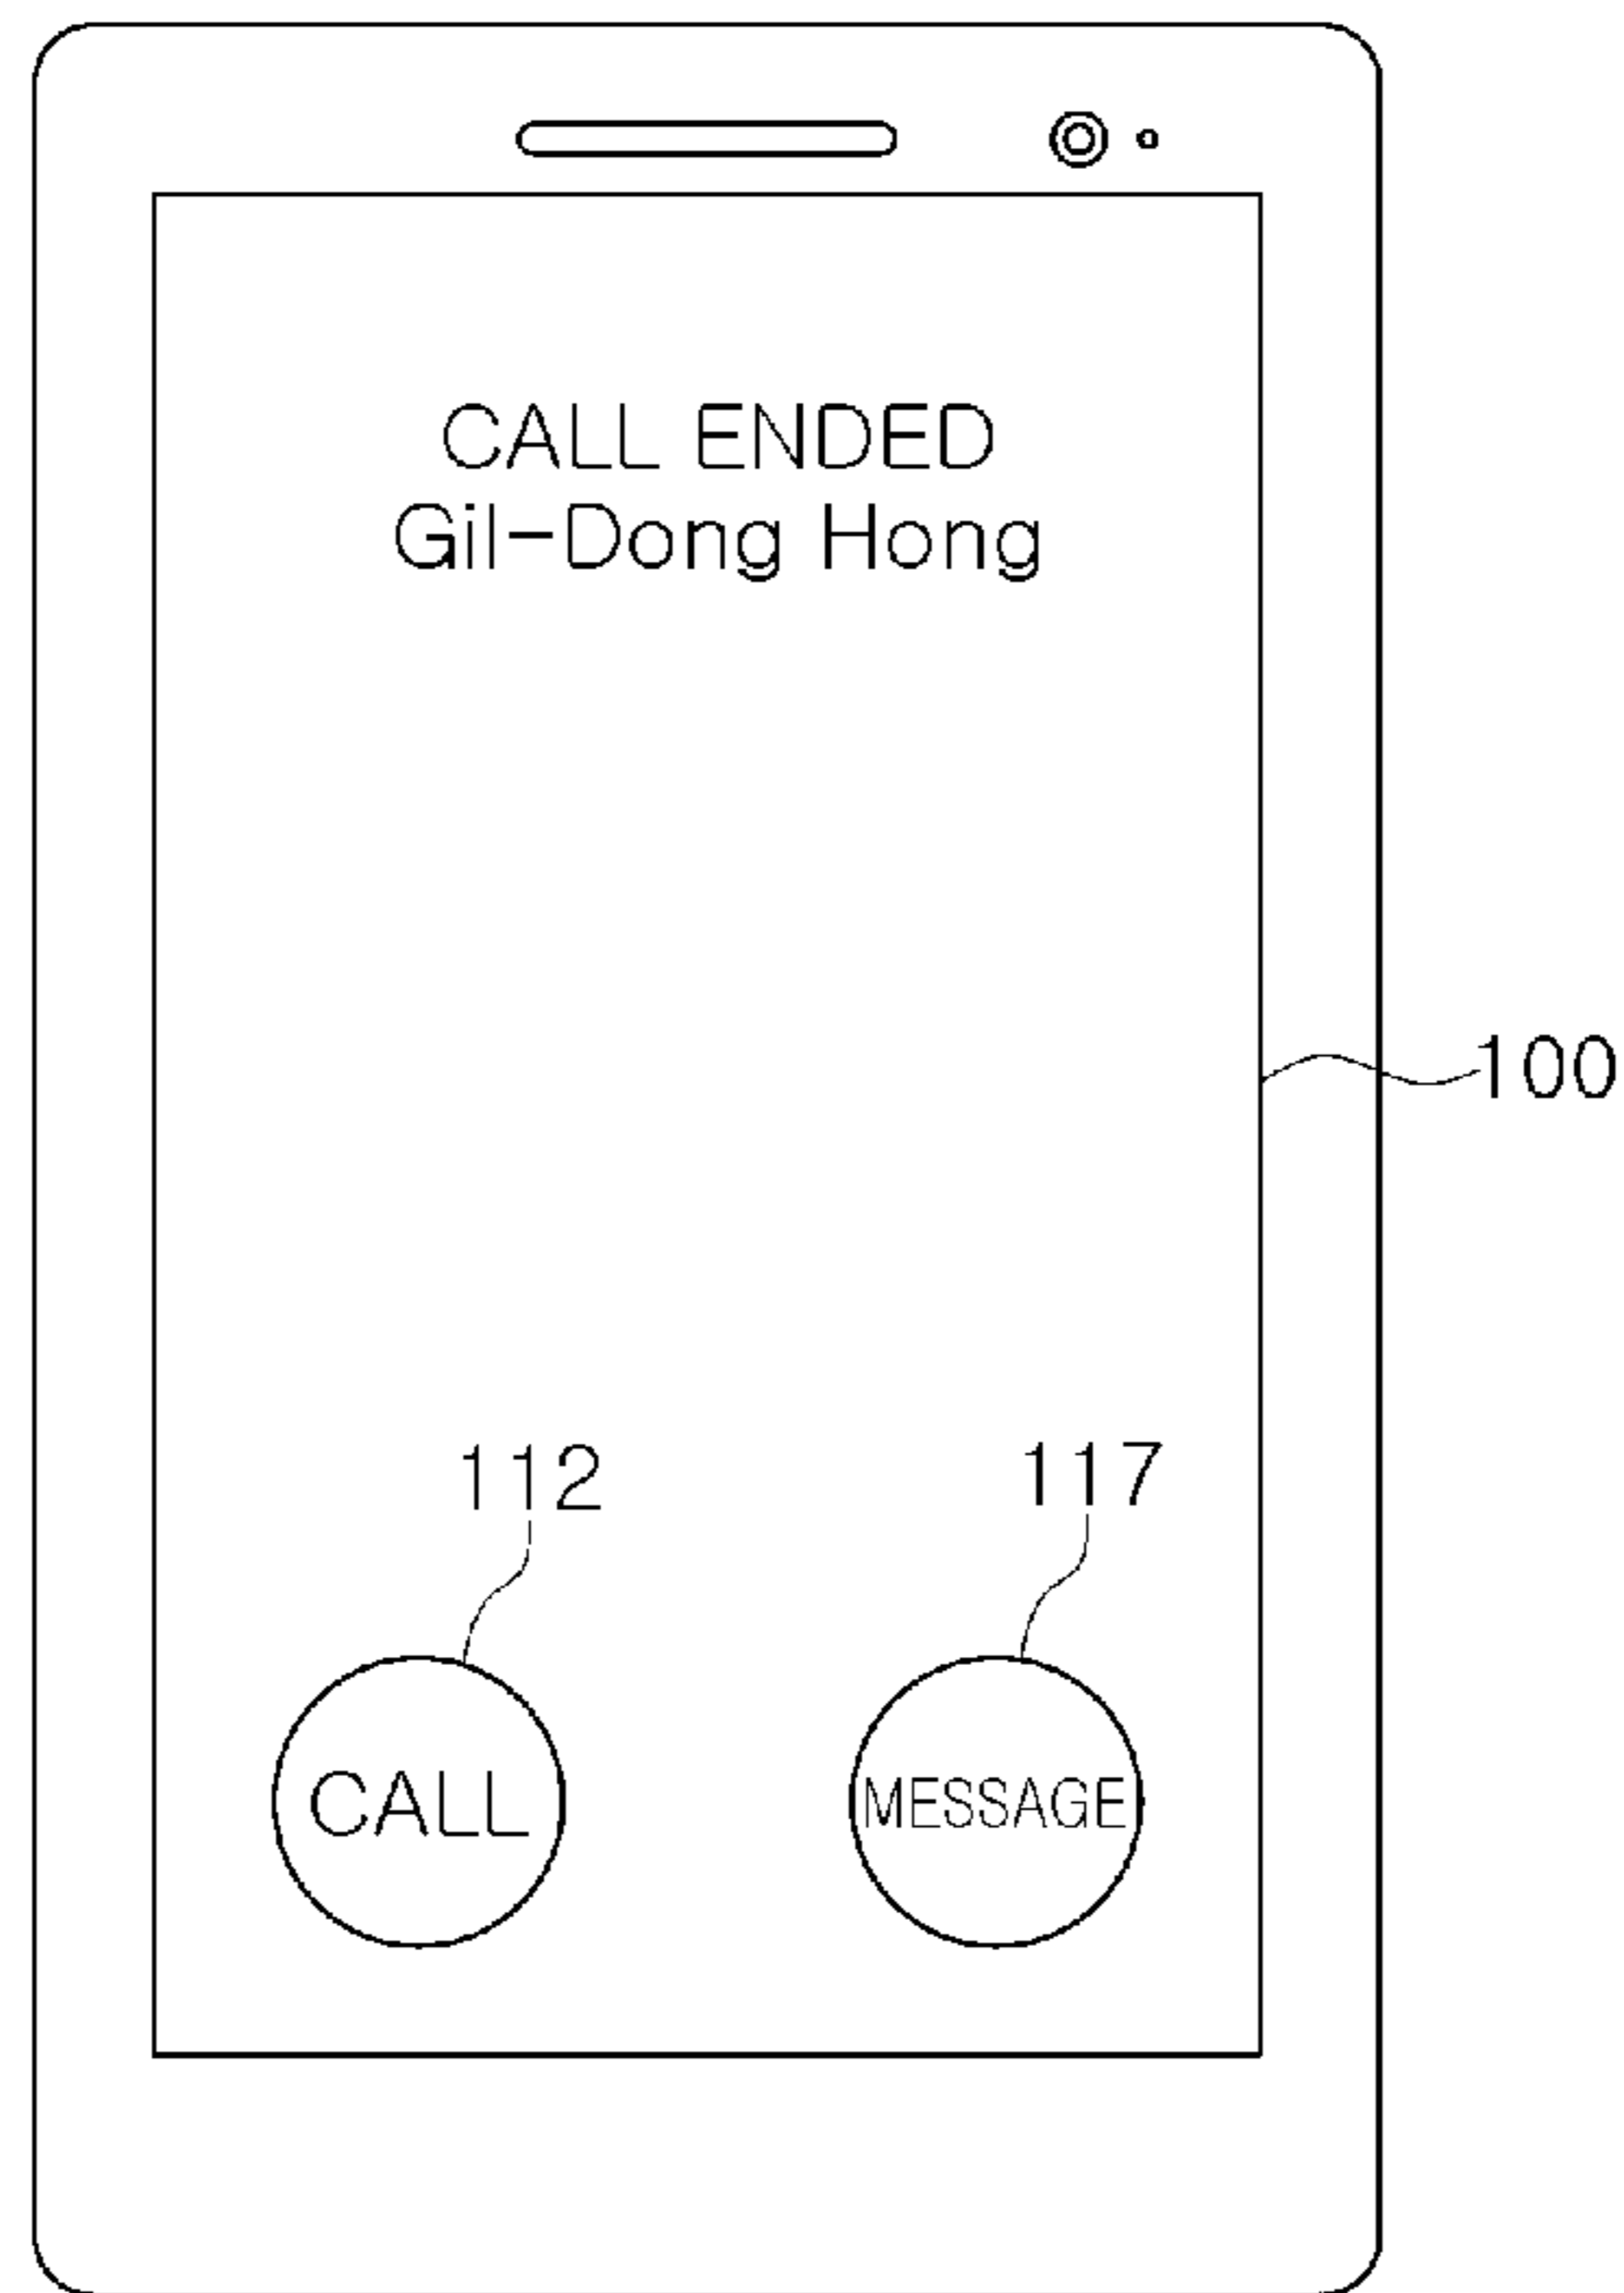 CALL ENDED
Gil-Dong Hong
100
112
117
CALL
MESSAGE